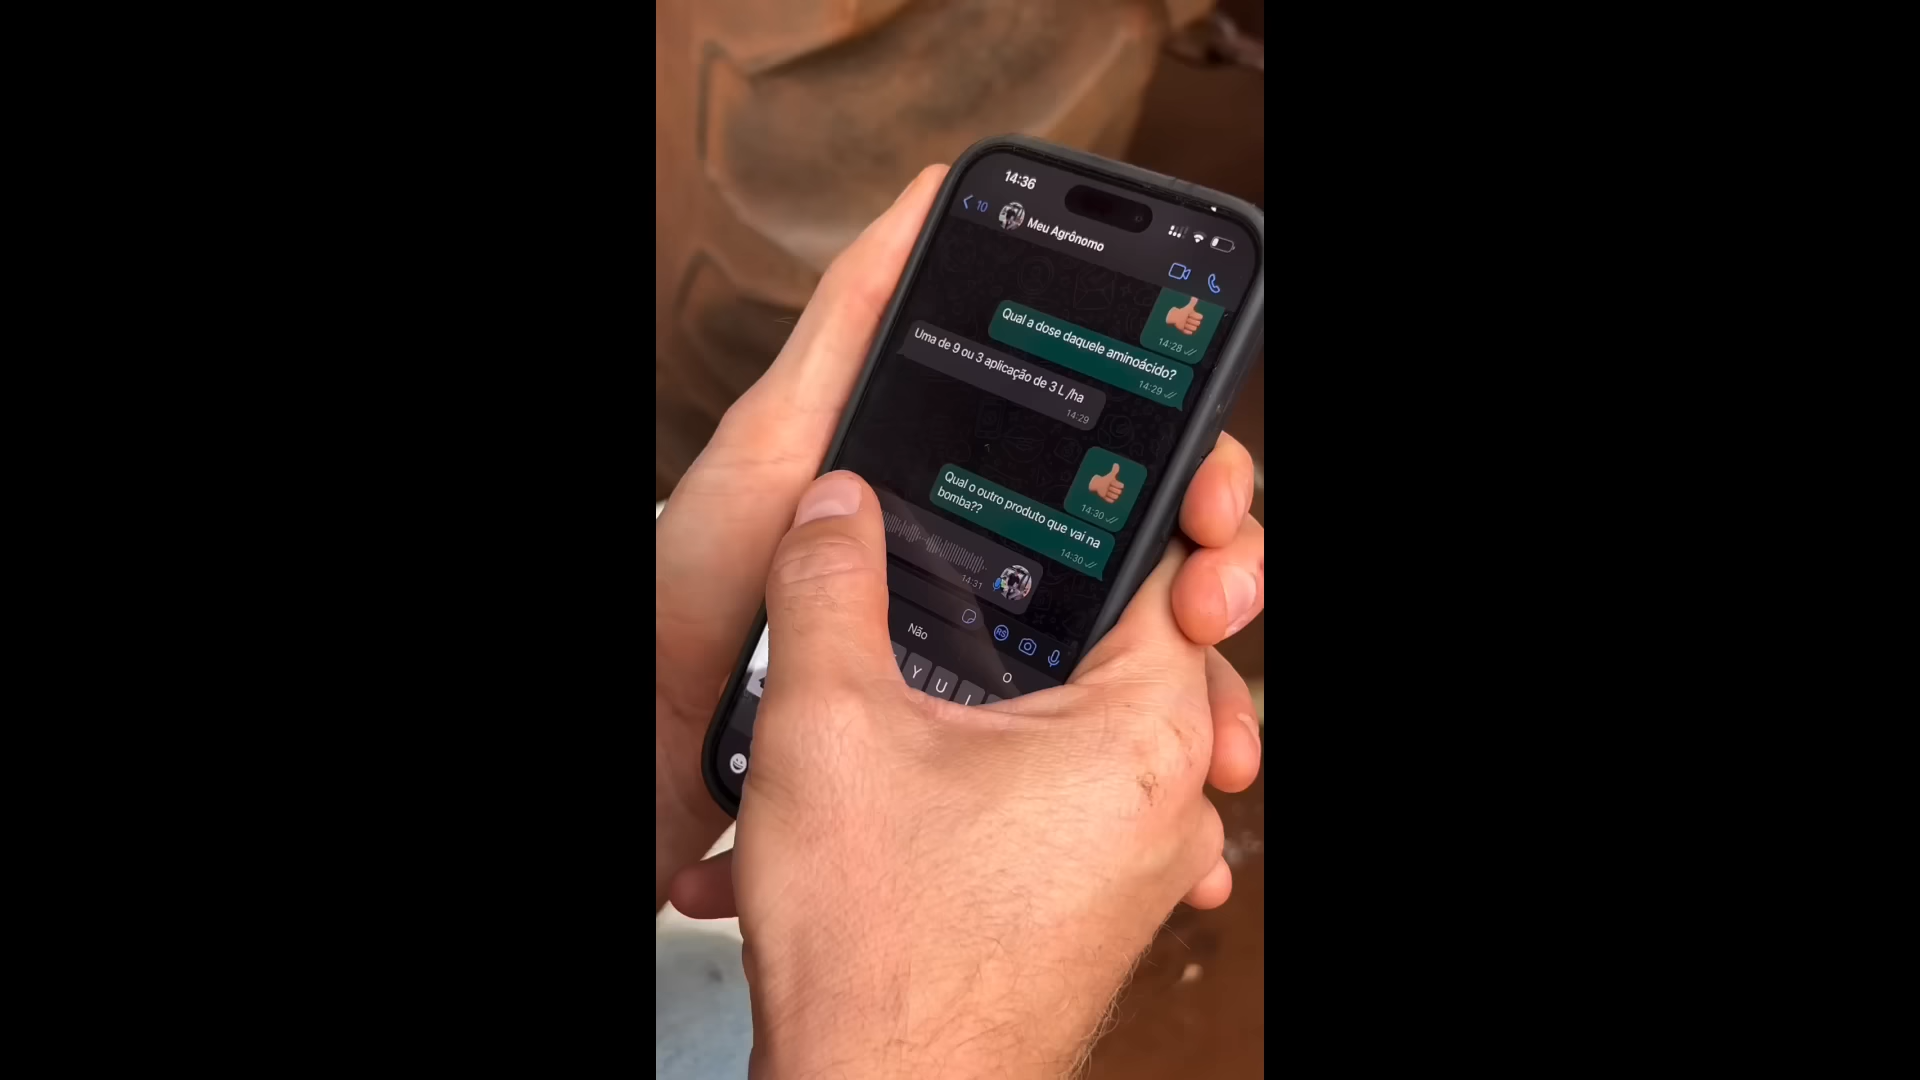 14:36
10
Meu Agrônomo
14:28
Qual a dose daquele aminoácido?
14:29
Uma de 9 ou 3 aplicação de 3 L /ha
14:29
14:30
Qual o outro produto que vai na
bomba??
14:30
14:31
R$
Não
O
Y U I